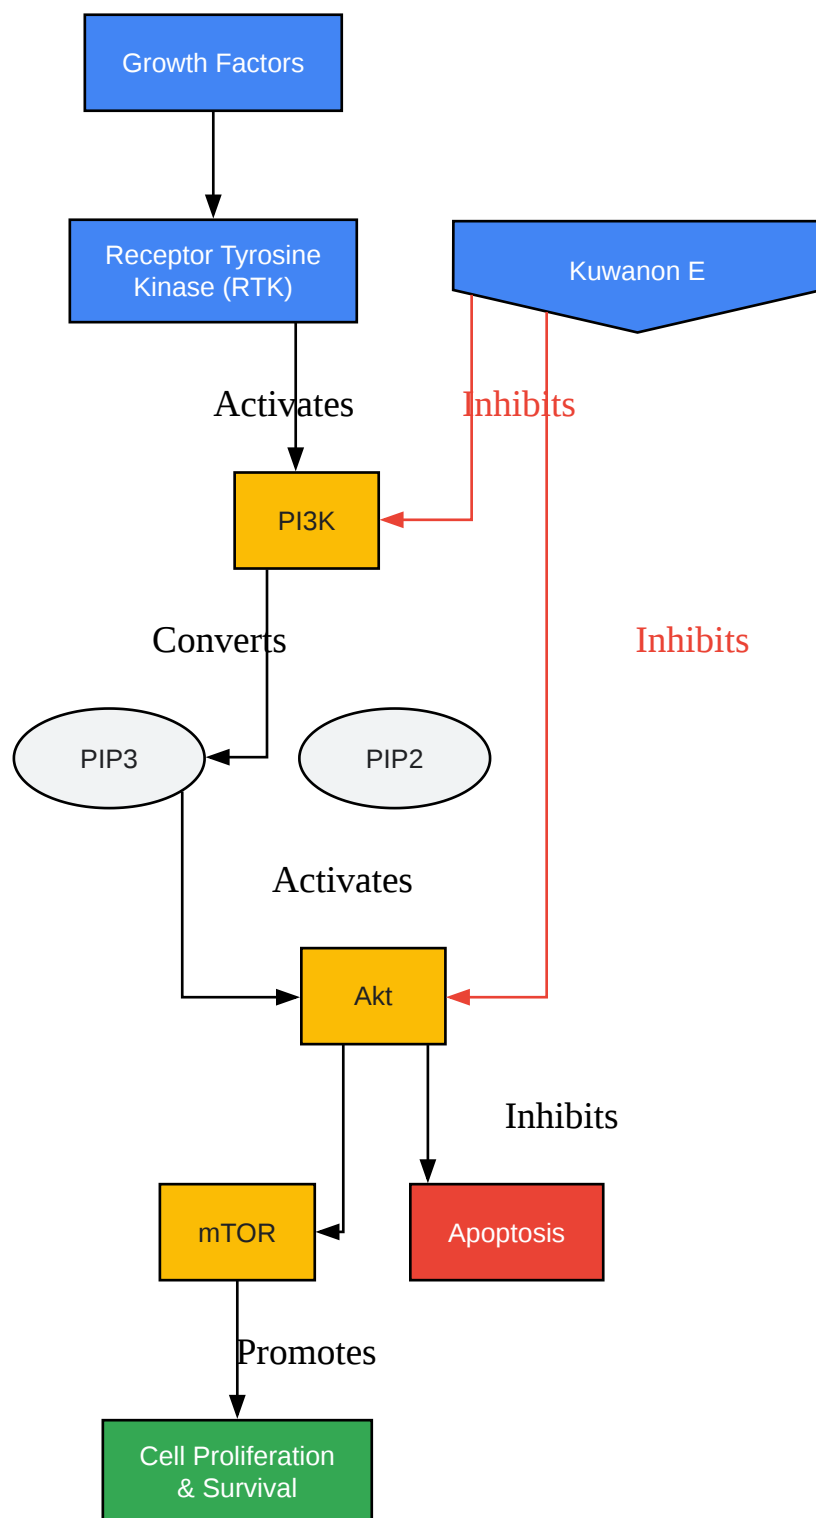 Growth Factors
Receptor Tyrosine
Kinase (RTK)
Kuwanon E
Activates
Inhibits
PI3K
Converts
Inhibits
PIP3
PIP2
Activates
Akt
Inhibits
mTOR
Apoptosis
Promotes
Cell Proliferation
& Survival